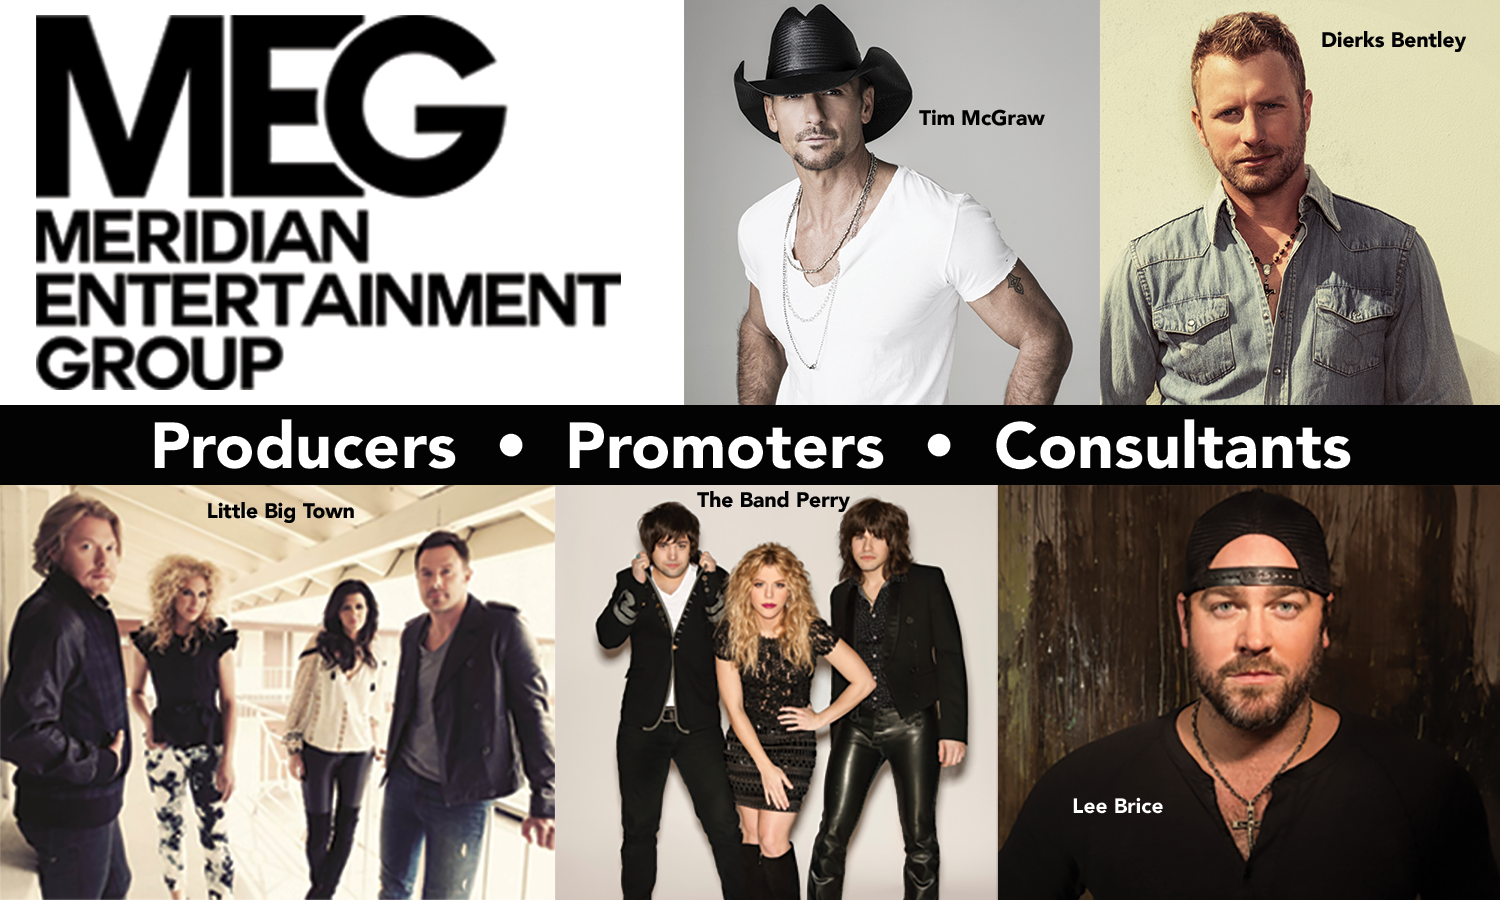 MEG
MERIDIAN
ENTERTAINMENT
GROUP
Tim McGraw
Dierks Bentley
Producers • Promoters • Consultants
Little Big Town
The Band Perry
Lee Brice